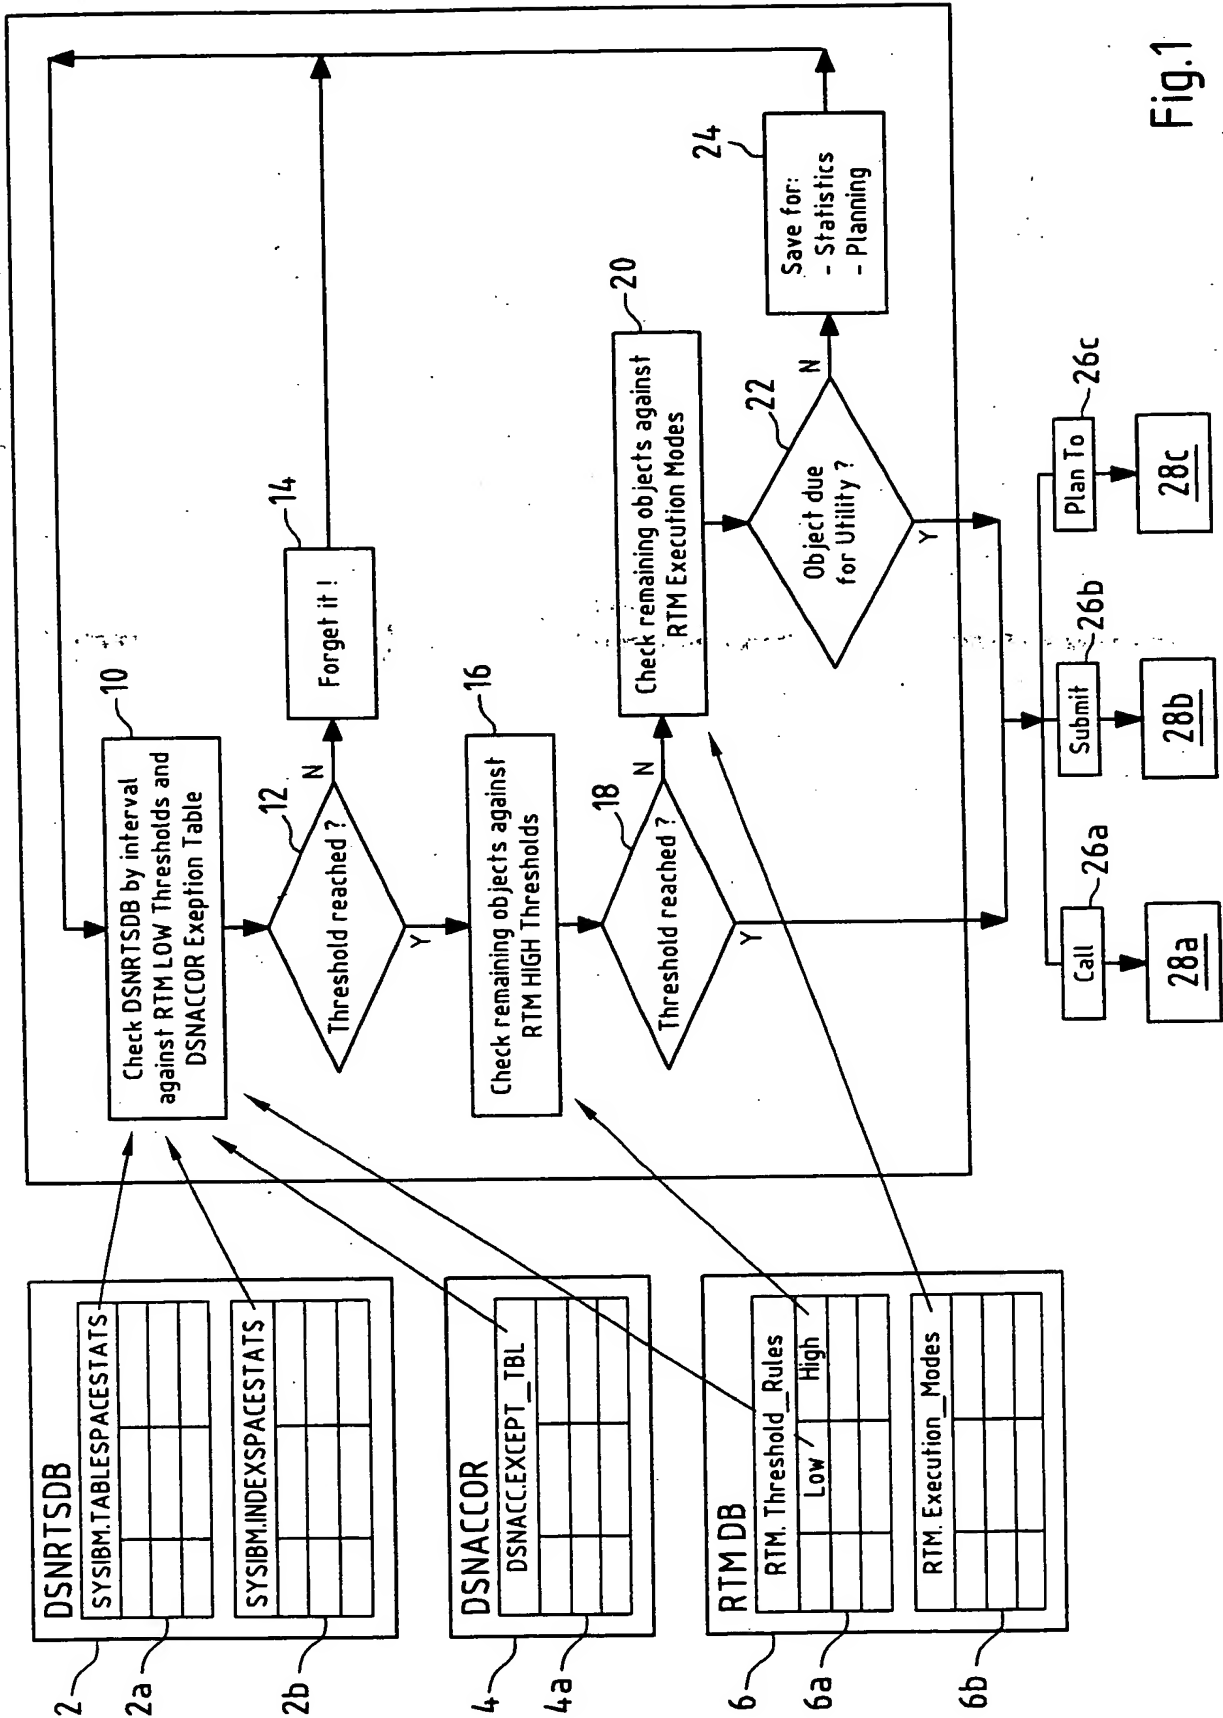 2
DSNRTSDB
SYSIBM.TABLESPACESTATS
2a
SYSIBM.INDEXSPACESTATS
2b
4
DSNACCOR
DSNACC.EXCEPT__TBL
4a
6
RTM DB
RTM. Threshold__Rules
Low
High
6a
RTM. Execution__Modes
6b
10
Check DSNRTSDB by interval
against RTM LOW Thresholds and
DSNACCOR Exeption Table
12
Threshold reached ?
N
Y
14
Forget it !
16
Check remaining objects against
RTM HIGH Thresholds
18
Threshold reached ?
N
Y
20
Check remaining objects against
RTM Execution Modes
22
Object due
for Utility ?
N
Y
24
Save for:
- Statistics
- Planning
26a
Call
28a
26b
Submit
28b
26c
Plan To
28c
Fig.1